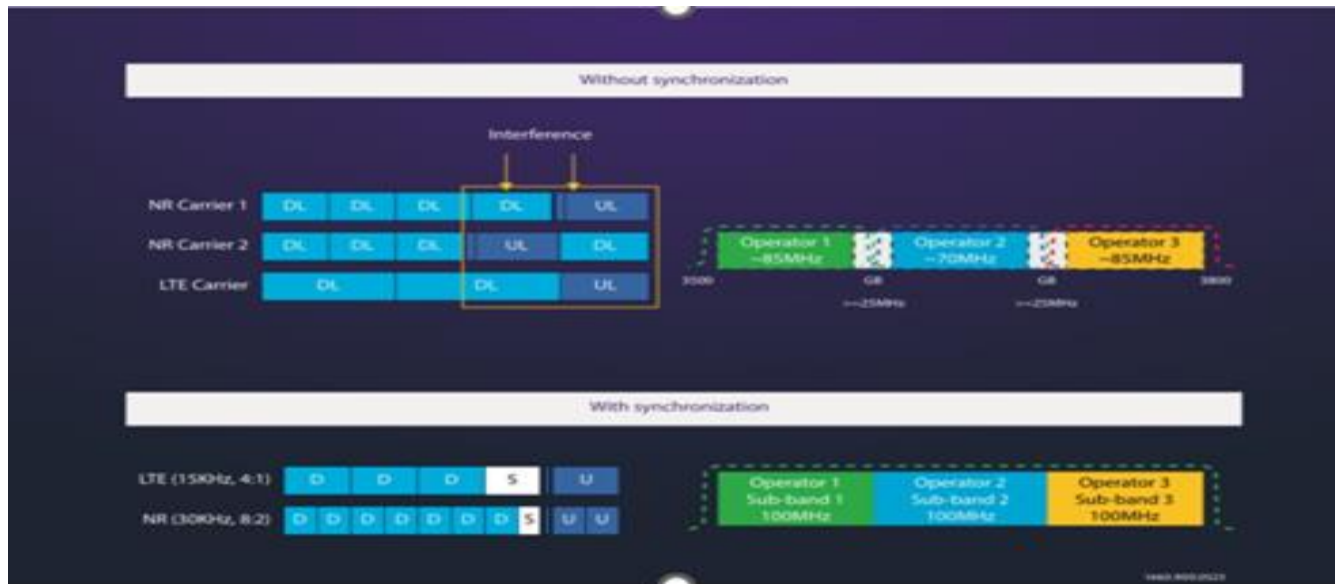 Without synchronization
Interference
NR Carrier 1 DL DL DL DL UL
NR Carrier 2 DL DL DL UL DL
LTE Carrier DL DL UL
Operator 1
~85MHz
Operator 2
~70MHz
Operator 3
~85MHz
3500 GB GB 3800
>=25MHz >=25MHz
With synchronization
LTE (15KHz, 4:1) D D D S U
NR (30KHz, 8:2) D D D D D D D S U U
Operator 1
Sub-band 1
100MHz
Operator 2
Sub-band 2
100MHz
Operator 3
Sub-band 3
100MHz